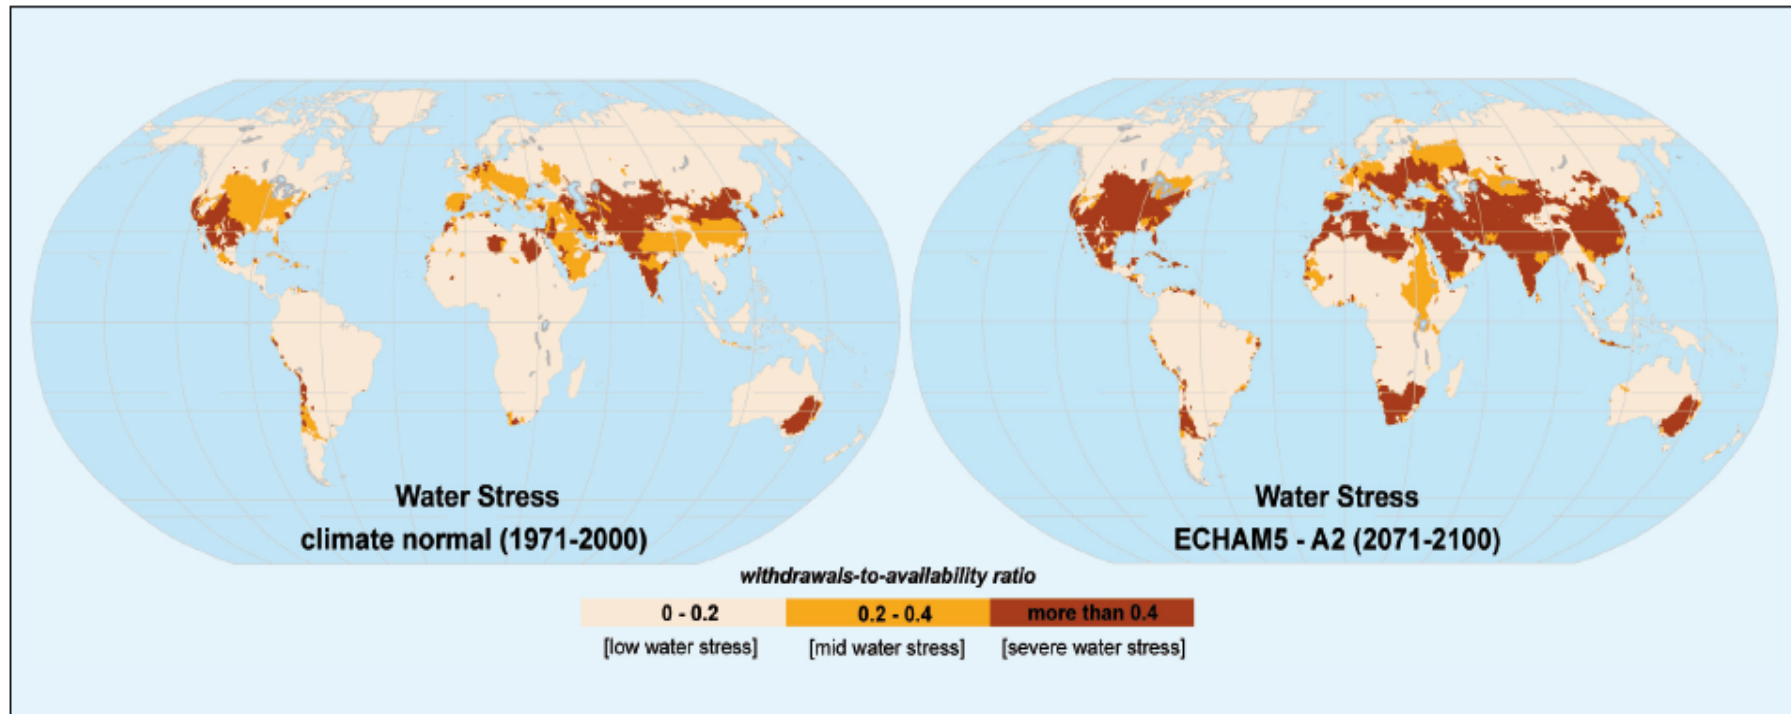 Water Stress
climate normal (1971-2000)
Water Stress
ECHAM5 - A2 (2071-2100)
withdrawals-to-availability ratio
0 - 0.2
0.2 - 0.4
more than 0.4
[low water stress]
[mid water stress]
[severe water stress]